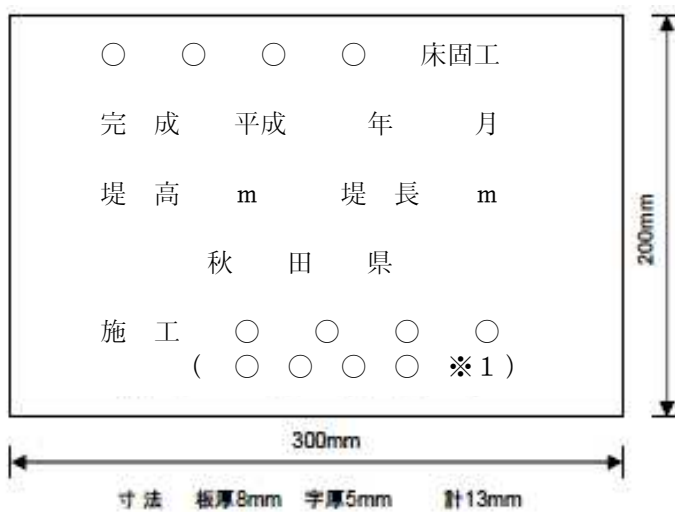 ○ ○ ○ ○ 床固工
完 成 平成 年 月
堤 高 m 堤 長 m
秋 田 県
施 工 ○ ○ ○ ○
( ○ ○ ○ ○ ※1 )
200mm
300mm
寸 法 板厚8mm 字厚5mm 計13mm